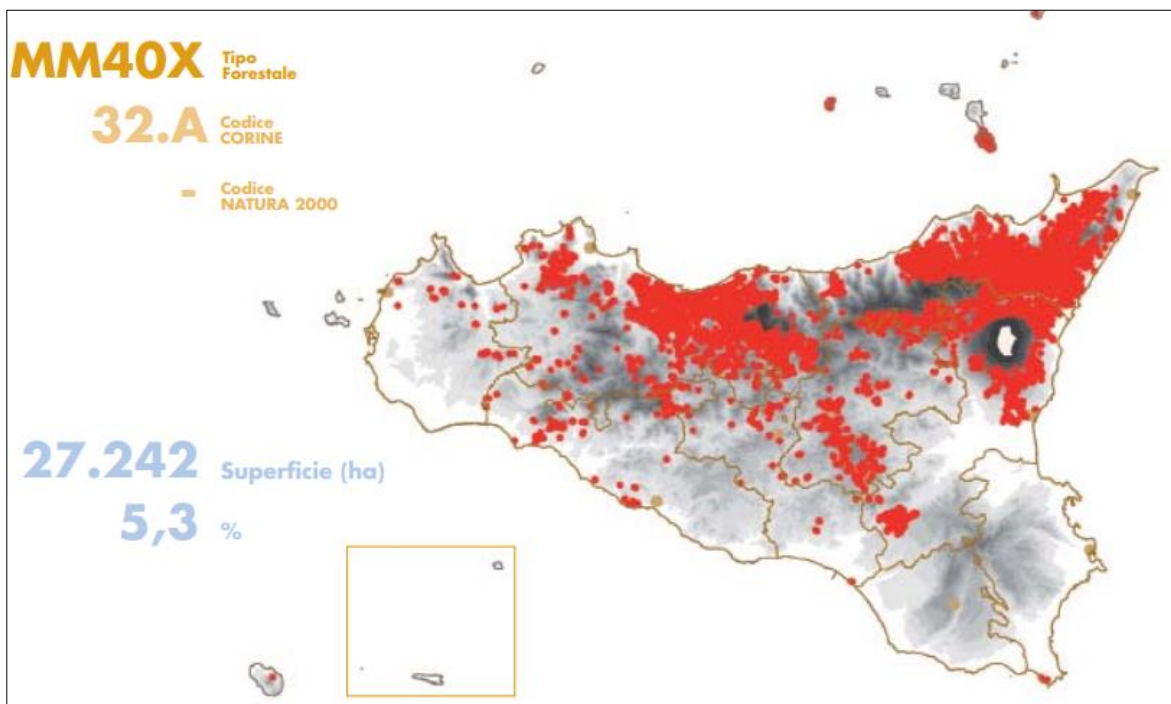 MM40X Tipo
Forestale
32.A Codice
CORINE
- Codice
NATURA 2000
27.242 Superficie (ha)
5,3 %